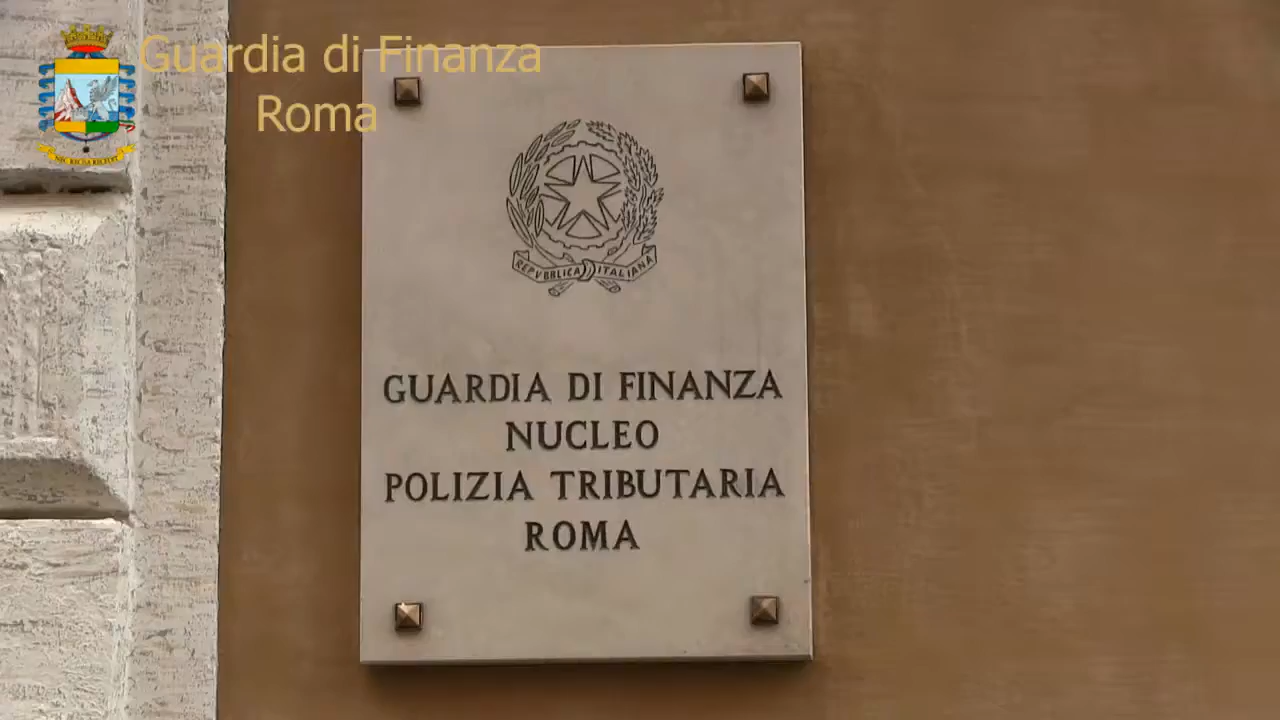 Guardia di Finanza
Roma
REPVBBLICA ITALIANA
GUARDIA DI FINANZA
NUCLEO
POLIZIA TRIBUTARIA
ROMA